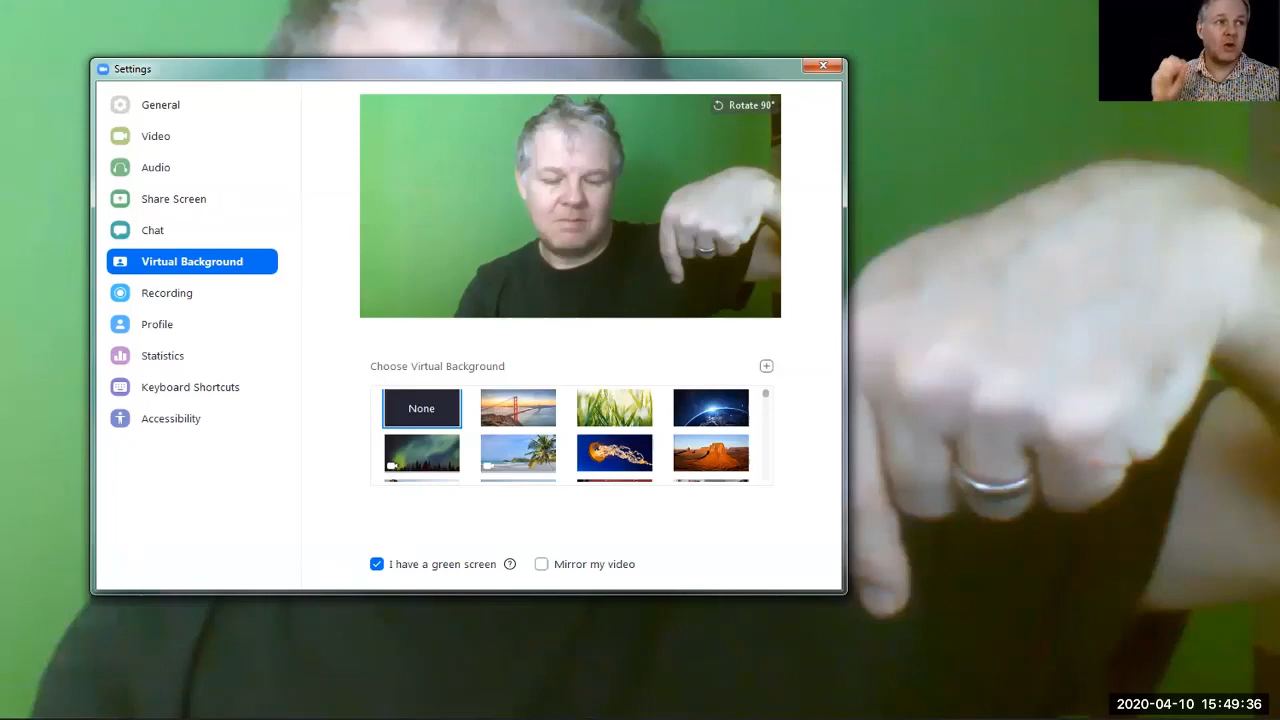 Settings
General
Video
Audio
Share Screen
Chat
Virtual Background
Recording
Profile
Statistics
Keyboard Shortcuts
Accessibility
Rotate 90°
Choose Virtual Background
None
I have a green screen
Mirror my video
2020-04-10 15:49:36